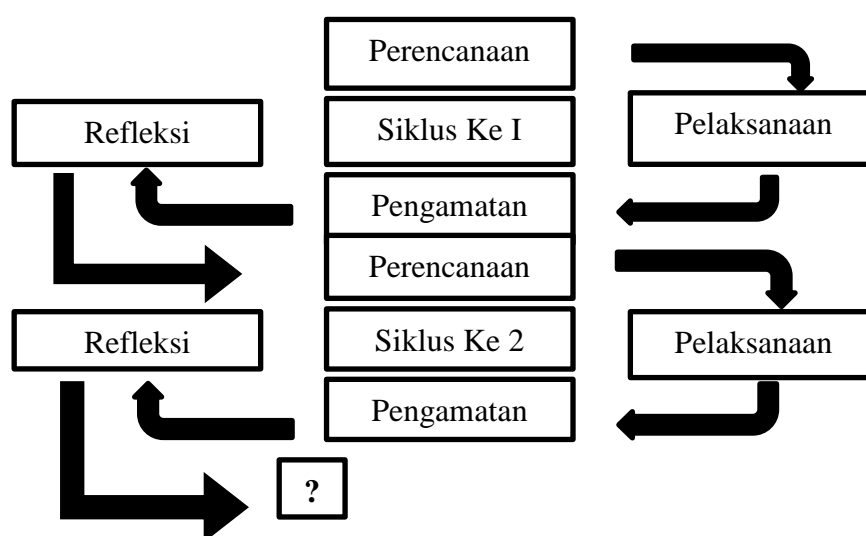 Perencanaan
Refleksi
Siklus Ke I
Pelaksanaan
Pengamatan
Perencanaan
Refleksi
Siklus Ke 2
Pelaksanaan
Pengamatan
?